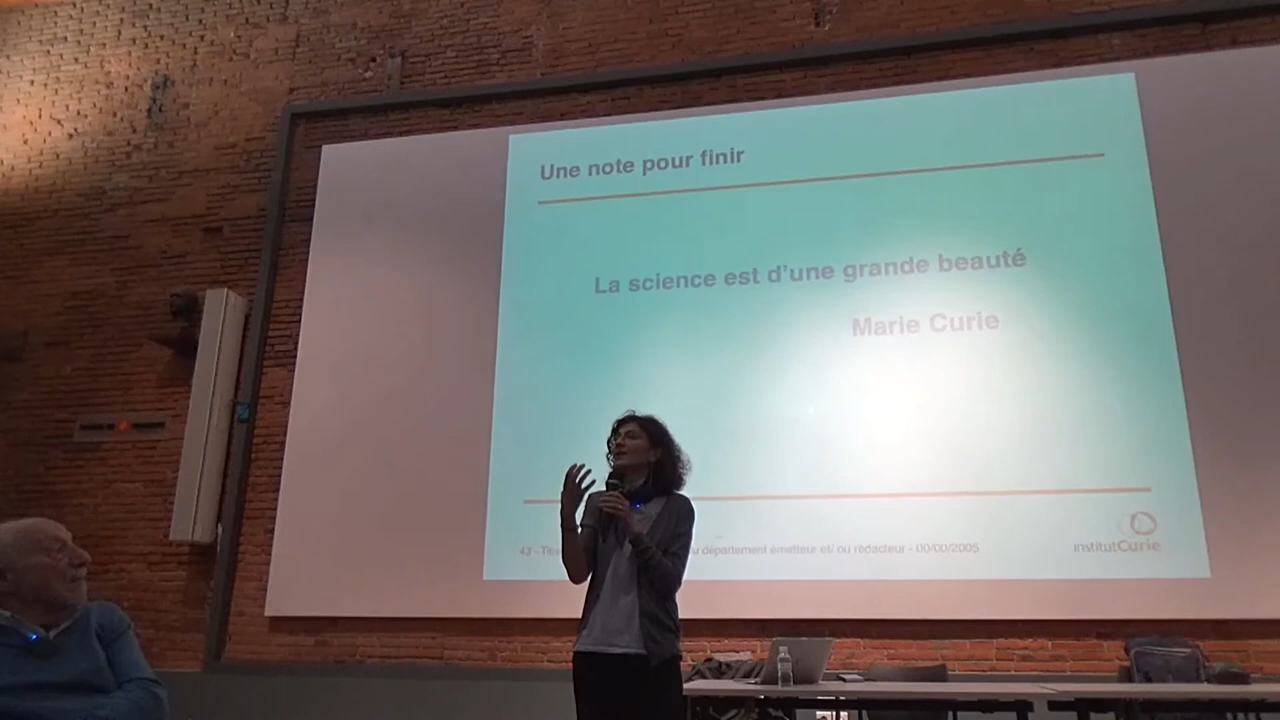 Une note pour finir
La science est d'une grande beauté
Marie Curie
43 - Titre département émetteur et/ ou rédacteur - 00/00/2005
institutCurie